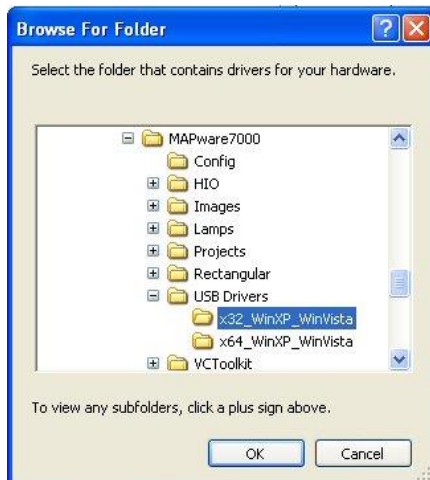 Browse For Folder
Select the folder that contains drivers for your hardware.
MAPware7000
Config
HIO
Images
Lamps
Projects
Rectangular
USB Drivers
x32_WinXP_WinVista
x64_WinXP_WinVista
VCToolkit
To view any subfolders, click a plus sign above.
OK Cancel